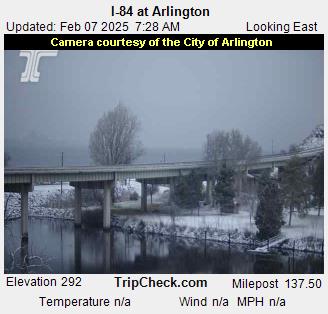 I-84 at Arlington
Updated: Feb 07 2025 7:28 AM Looking East
Camera courtesy of the City of Arlington
Elevation 292 TripCheck.com Milepost 137.50
Temperature n/a Wind n/a MPH n/a